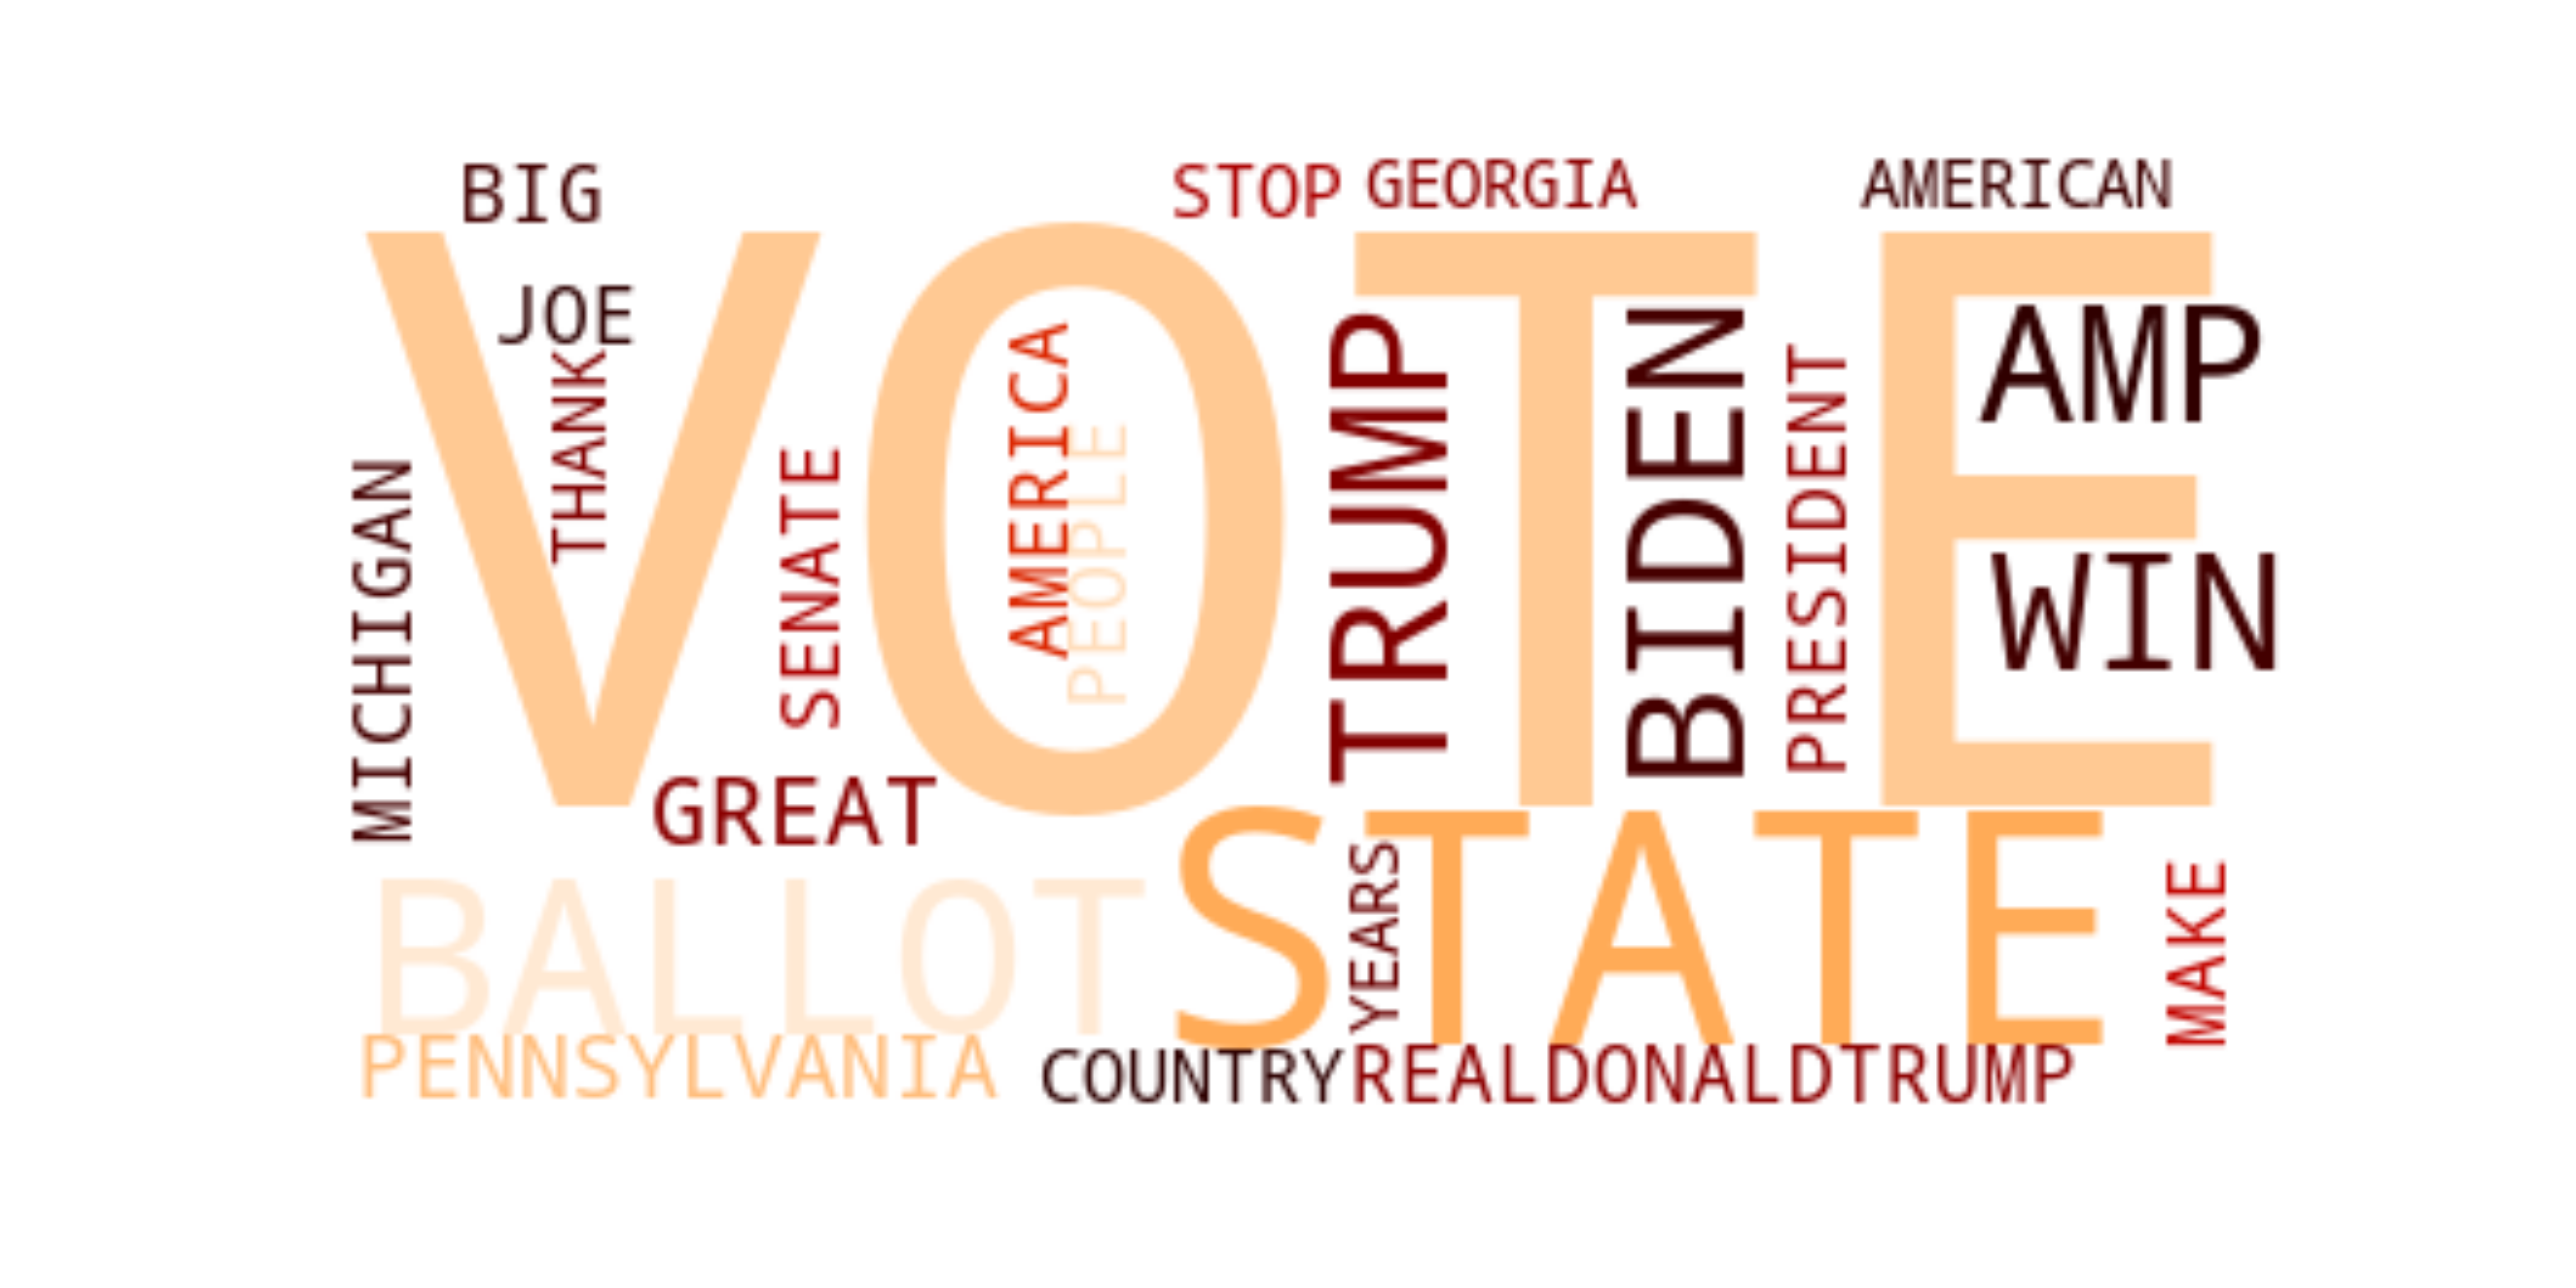 BIG
STOP
GEORGIA
AMERICAN
VOTE
JOE
THANK
MICHIGAN
SENATE
AMERICA
PEOPLE
TRUMP
BIDEN
PRESIDENT
AMP
WIN
GREAT
BALLOT
STATE
YEARS
MAKE
PENNSYLVANIA
COUNTRY
REALDONALDTRUMP